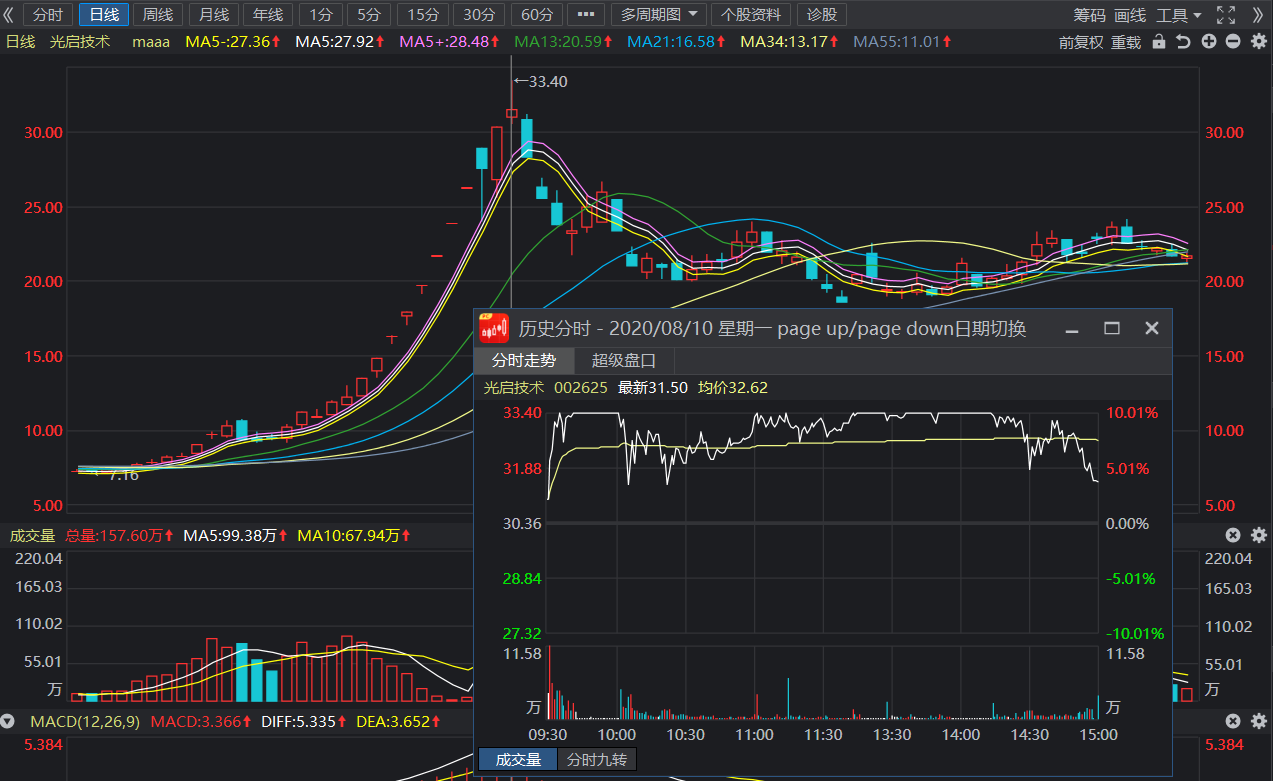 分时 日线 周线 月线 年线 1分 5分 15分 30分 60分 ••• 多周期图 个股资料 诊股 筹码 画线 工具
日线 光启技术 maaa MA5-:27.36 MA5:27.92 MA5+:28.48 MA13:20.59 MA21:16.58 MA34:13.17 MA55:11.01 前复权 重载
33.40
30.00 30.00
25.00 25.00
20.00 20.00
15.00 15.00
10.00 10.00
7.16
5.00 5.00
历史分时 - 2020/08/10 星期一 page up/page down日期切换
分时走势 超级盘口
光启技术 002625 最新31.50 均价32.62
33.40 10.01%
31.88 5.01%
30.36 0.00%
28.84 -5.01%
27.32 -10.01%
11.58 11.58
万 万
09:30 10:00 10:30 11:00 11:30 13:30 14:00 14:30 15:00
成交量 分时九转
成交量 总量:157.60万 MA5:99.38万 MA10:67.94万
220.04 220.04
165.03 165.03
110.02 110.02
55.01 55.01
万 万
MACD(12,26,9) MACD:3.366 DIFF:5.335 DEA:3.652
5.384 5.384